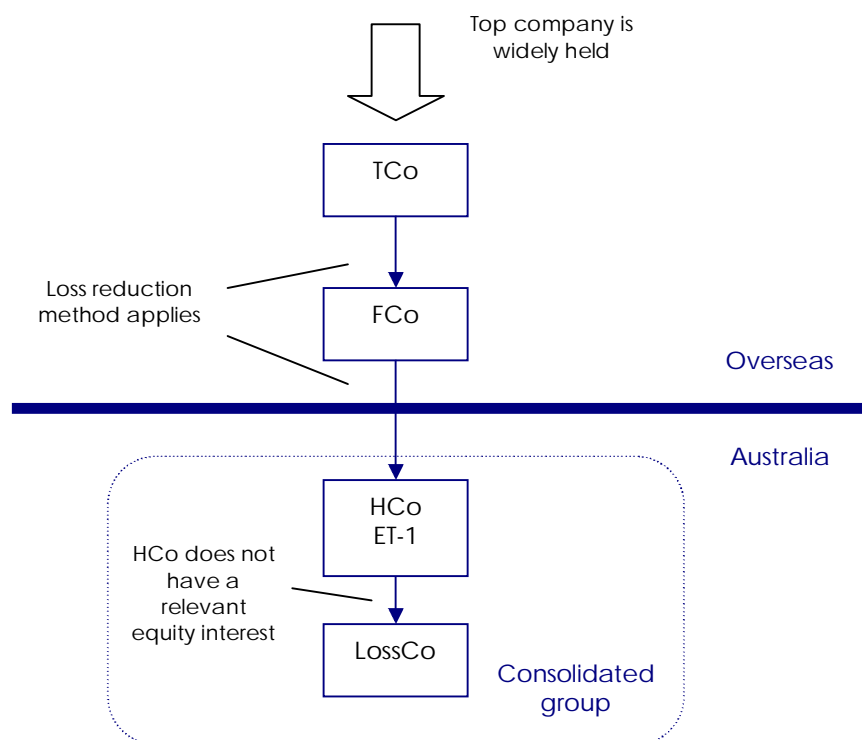 Top company is
widely held
TCo
Loss reduction
method applies
FCo
Overseas
Australia
HCo
ET-1
HCo does not
have a
relevant
equity interest
LossCo
Consolidated
group